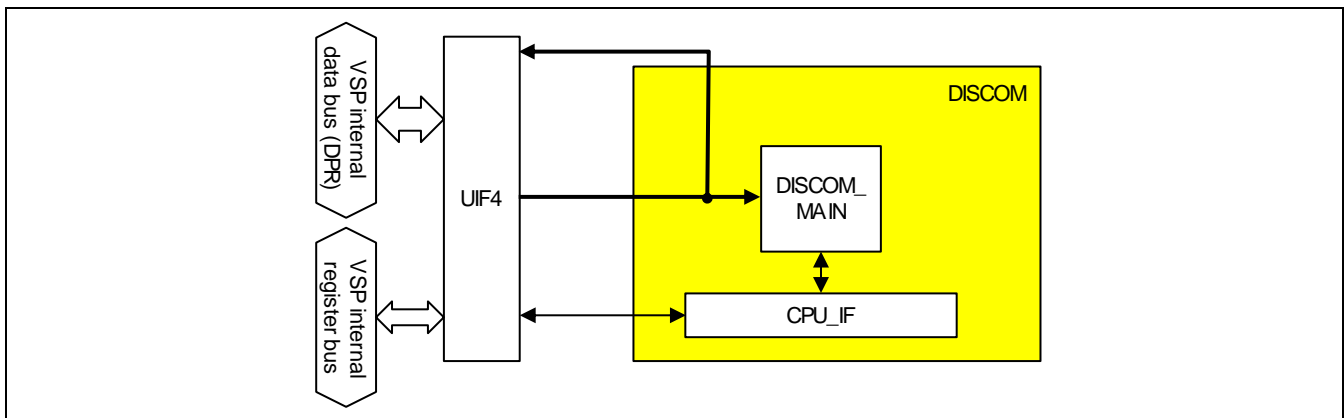 VSP internal
data bus (DPR)
VSP internal
register bus
UIF4
DISCOM
DISCOM_
MAIN
CPU_IF